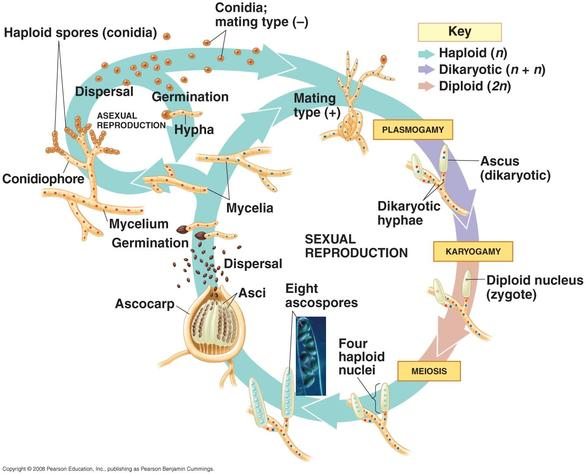 Conidia;
mating type (–)
Haploid spores (conidia)
Key
Haploid (n)
Dikaryotic (n + n)
Diploid (2n)
Dispersal
Germination
ASEXUAL
REPRODUCTION
Hypha
Mating
type (+)
PLASMOGAMY
Ascus
(dikaryotic)
Conidiophore
Mycelia
Dikaryotic
hyphae
Mycelium
Germination
SEXUAL
REPRODUCTION
KARYOGAMY
Dispersal
Diploid nucleus
(zygote)
Asci
Ascocarp
Eight
ascospores
Four
haploid
nuclei
MEIOSIS
Copyright © 2008 Pearson Education, Inc., publishing as Pearson Benjamin Cummings.